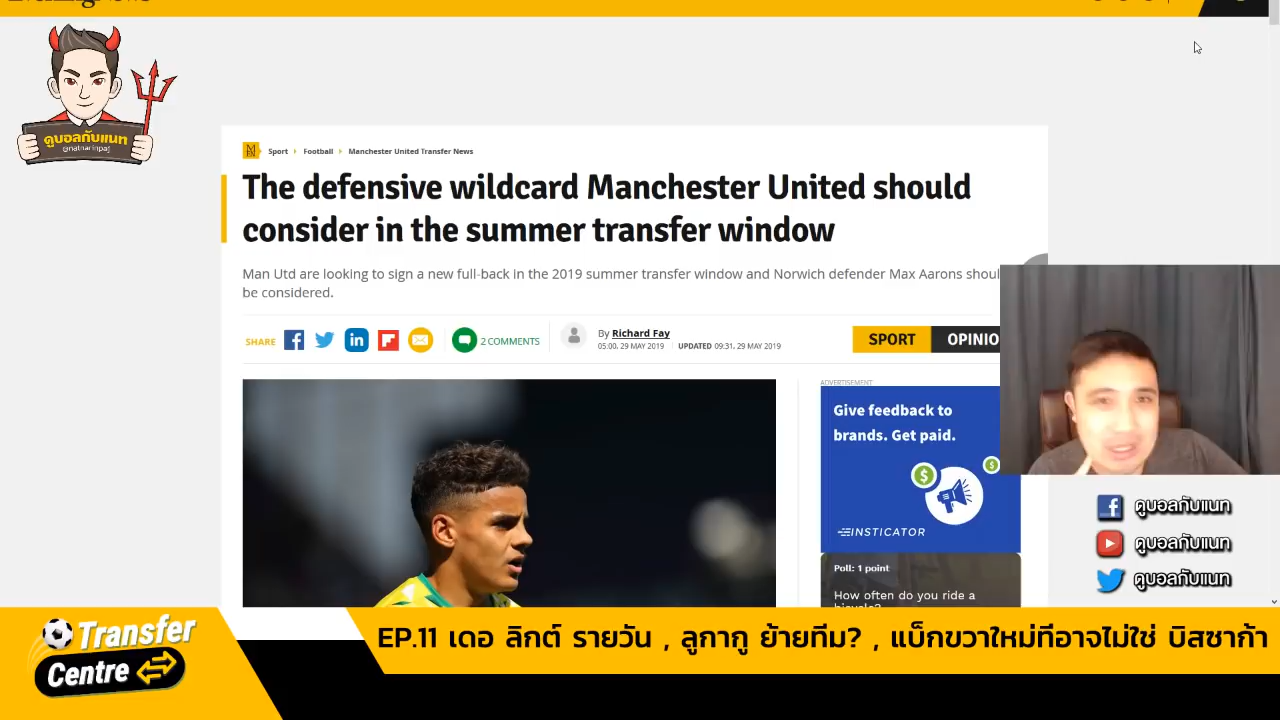 ดูบอลกับแนท
@natnarinpaj
Sport
Football
Manchester United Transfer News
The defensive wildcard Manchester United should
consider in the summer transfer window
Man Utd are looking to sign a new full-back in the 2019 summer transfer window and Norwich defender Max Aarons
be considered.
SHARE
2 COMMENTS
By Richard Fay
05:00, 29 MAY 2019
UPDATED 09:31, 29 MAY 2019
SPORT
OPINIO
ADVERTISEMENT
Give feedback to
brands. Get paid.
INSTICATOR
Poll: 1 point
How often do you ride a
bicycle?
ดูบอลกับแนท
ดูบอลกับแนท
ดูบอลกับแนท
Transfer
Centre
EP.11 เดอ ลิกต์ รายวัน , ลูกากู ย้ายทีม? , แบ็กขวาใหม่ที่อาจไม่ใช่ บิสซาก้า